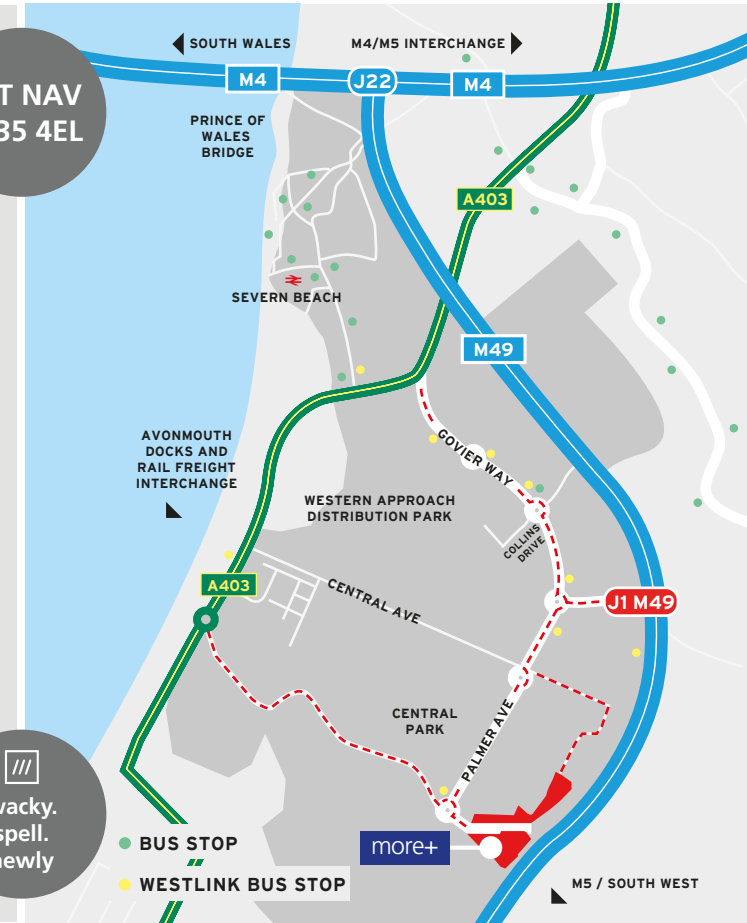 SOUTH WALES
M4/M5 INTERCHANGE
M4
J22
M4
T NAV
35 4EL
PRINCE OF
WALES
BRIDGE
A403
SEVERN BEACH
M49
AVONMOUTH
DOCKS AND
RAIL FREIGHT
INTERCHANGE
GOVIER WAY
WESTERN APPROACH
DISTRIBUTION PARK
COLLINS
DRIVE
A403
CENTRAL AVE
J1 M49
CENTRAL
PARK
PALMER AVE
///
wacky.
spell.
newly
BUS STOP
more+
WESTLINK BUS STOP
M5 / SOUTH WEST